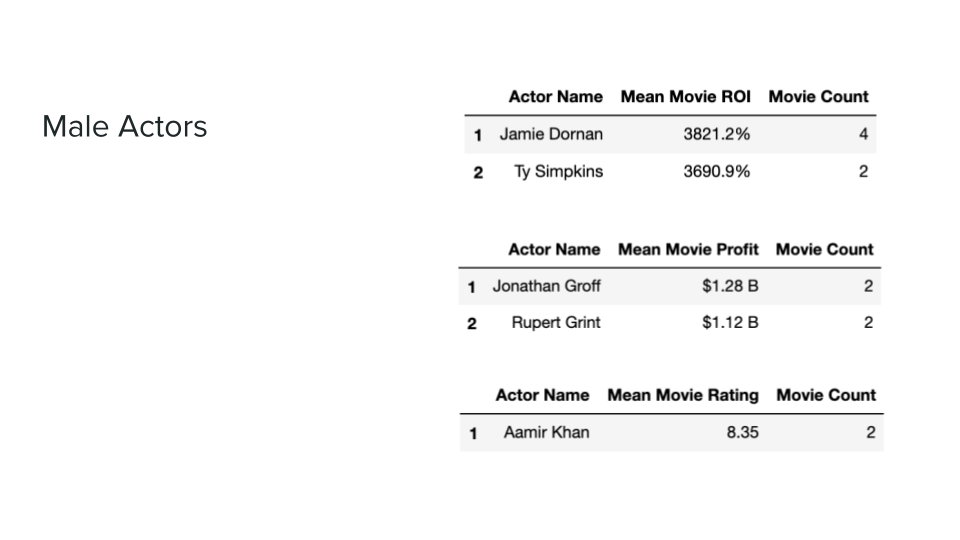 Male Actors
Actor Name Mean Movie ROI Movie Count
1 Jamie Dornan 3821.2% 4
2 Ty Simpkins 3690.9% 2
Actor Name Mean Movie Profit Movie Count
1 Jonathan Groff $1.28 B 2
2 Rupert Grint $1.12 B 2
Actor Name Mean Movie Rating Movie Count
1 Aamir Khan 8.35 2